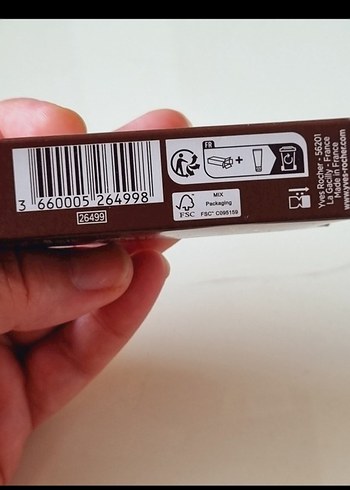 3 660005 264998
26499
FR
+
MIX
Packaging
FSC
FSC® C095159
Yves Rocher - 56201
La Gacilly - France
Made in France
www.yves-rocher.com